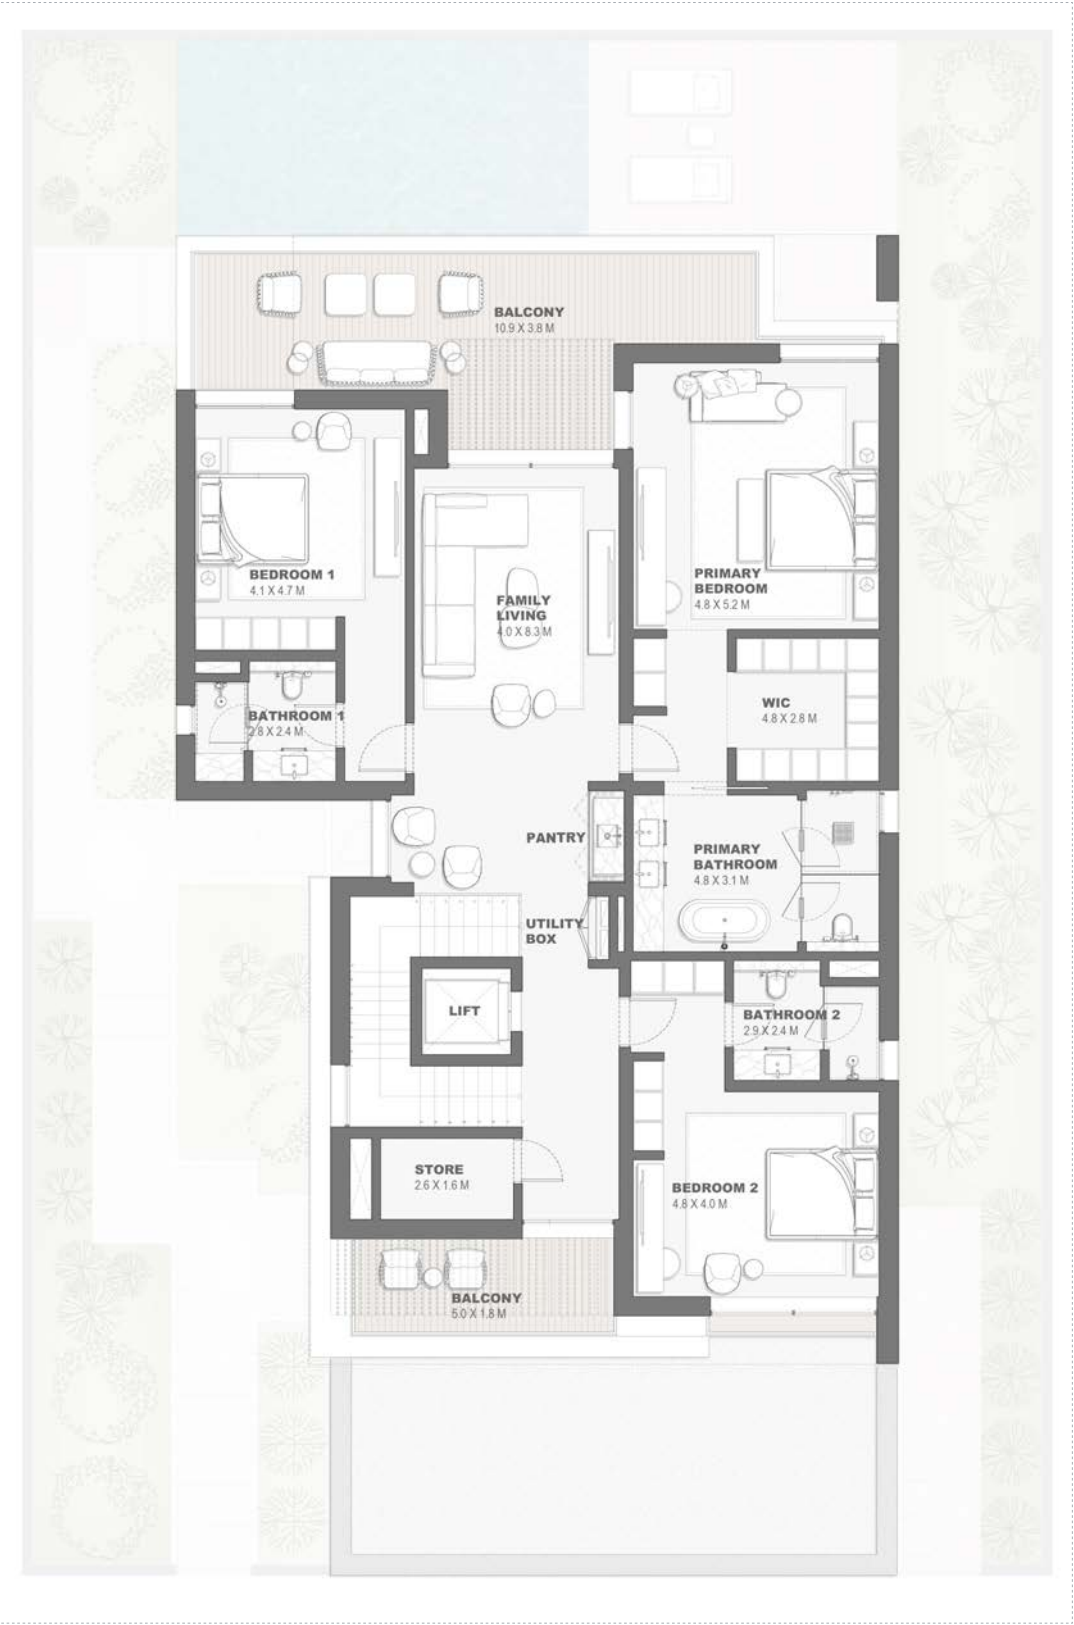 BALCONY
10.9 X 3.8 M
BEDROOM 1
4.1 X 4.7 M
FAMILY
LIVING
4.0 X 8.3 M
PRIMARY
BEDROOM
4.8 X 5.2 M
BATHROOM 1
2.8 X 2.4 M
WIC
4.8 X 2.8 M
PANTRY
PRIMARY
BATHROOM
4.8 X 3.1 M
UTILITY
BOX
LIFT
BATHROOM 2
2.9 X 2.4 M
STORE
2.6 X 1.6 M
BEDROOM 2
4.8 X 4.0 M
BALCONY
5.0 X 1.8 M